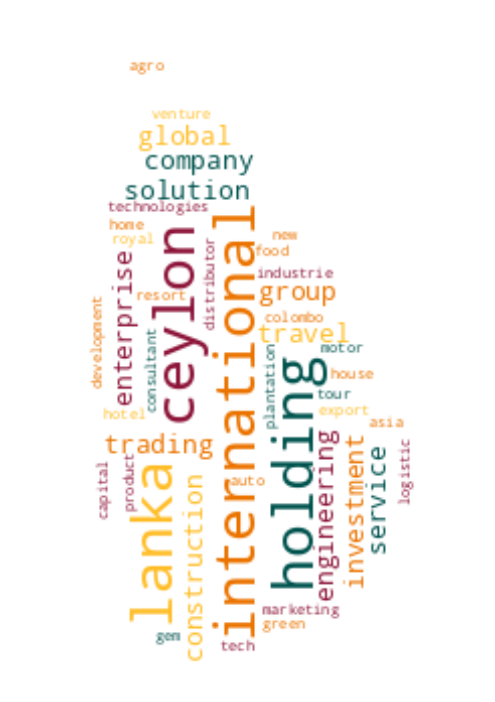 agro
venture
global
company
solution
technologies
home
royal
new
food
ceylon
international
distributor
industrie
enterprise
resort
group
development
colombo
travel
consultant
plantation
motor
holding
house
tour
hotel
export
asia
trading
engineering
investment
service
logistic
capital
product
lanka
construction
auto
marketing
green
gem
tech